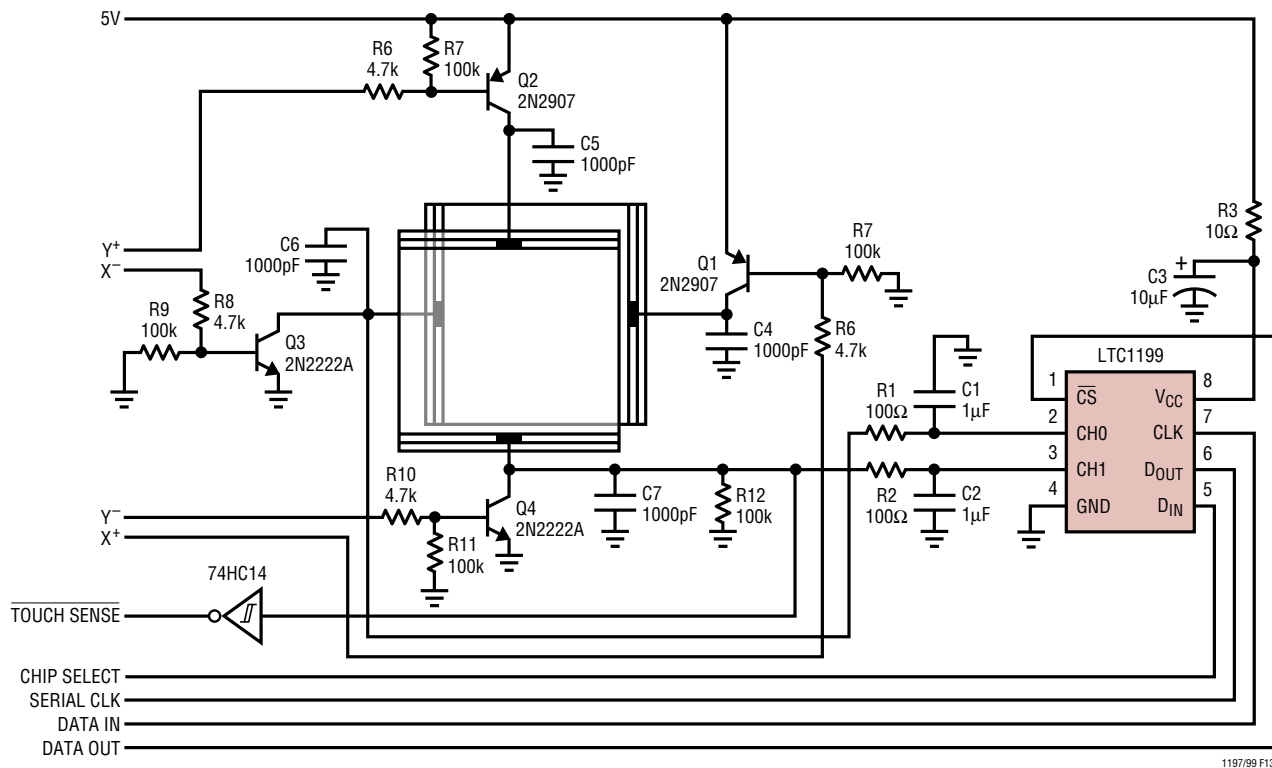 5V
R6
4.7k
R7
100k
Q2
2N2907
C5
1000pF
R3
10Ω
Y+
X−
C6
1000pF
Q1
2N2907
R7
100k
+
C3
10µF
R9
100k
R8
4.7k
Q3
2N2222A
C4
1000pF
R6
4.7k
LTC1199
R1
100Ω
C1
1µF
1
CS
2
CH0
3
CH1
4
GND
8
VCC
7
CLK
6
DOUT
5
DIN
R10
4.7k
Q4
2N2222A
C7
1000pF
R12
100k
R2
100Ω
C2
1µF
Y−
X+
R11
100k
74HC14
TOUCH SENSE
CHIP SELECT
SERIAL CLK
DATA IN
DATA OUT
1197/99 F13